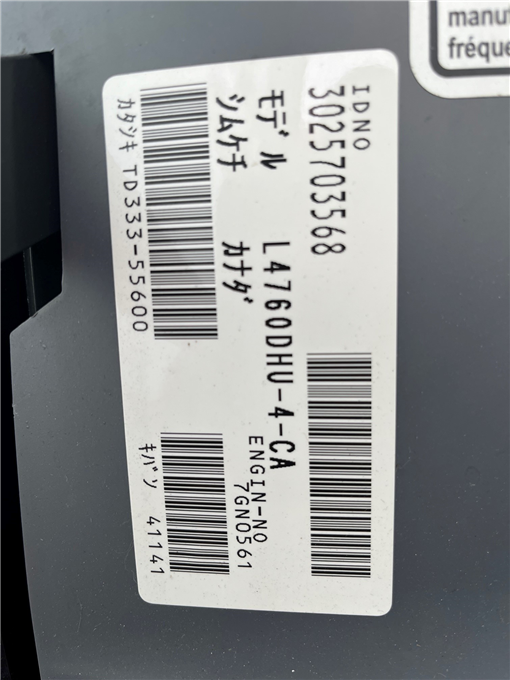 IDNO
3025703568
モデル L4760DHU-4-CA
シムケチ カナダ
ENGIN-NO
7GN0561
カタシキ TD333-55600
キバン 41141
manuf
fréque